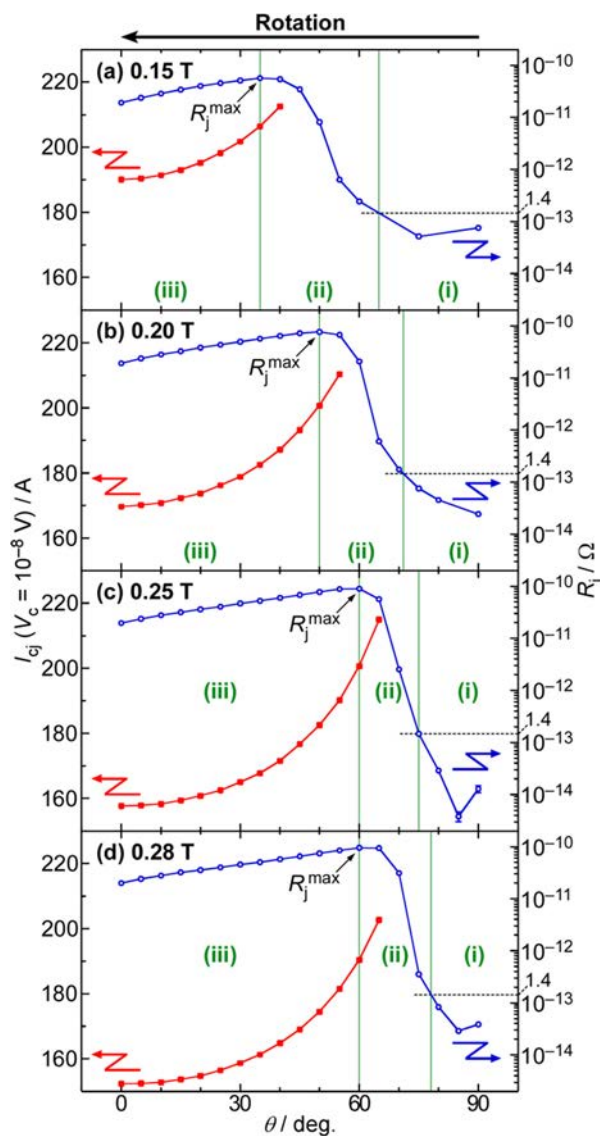 Rotation
(a) 0.15 T
R_j^max
(iii) (ii) (i)
220
200
180
160
10⁻¹⁰
10⁻¹¹
10⁻¹²
1.4
10⁻¹³
10⁻¹⁴
(b) 0.20 T
R_j^max
(iii) (ii) (i)
220
200
180
160
10⁻¹⁰
10⁻¹¹
10⁻¹²
1.4
10⁻¹³
10⁻¹⁴
I_cj (V_c = 10⁻⁸ V) / A
R_j / Ω
(c) 0.25 T
R_j^max
(iii) (ii) (i)
220
200
180
160
10⁻¹⁰
10⁻¹¹
10⁻¹²
1.4
10⁻¹³
10⁻¹⁴
(d) 0.28 T
R_j^max
(iii) (ii) (i)
220
200
180
160
10⁻¹⁰
10⁻¹¹
10⁻¹²
1.4
10⁻¹³
10⁻¹⁴
0 30 60 90
θ / deg.